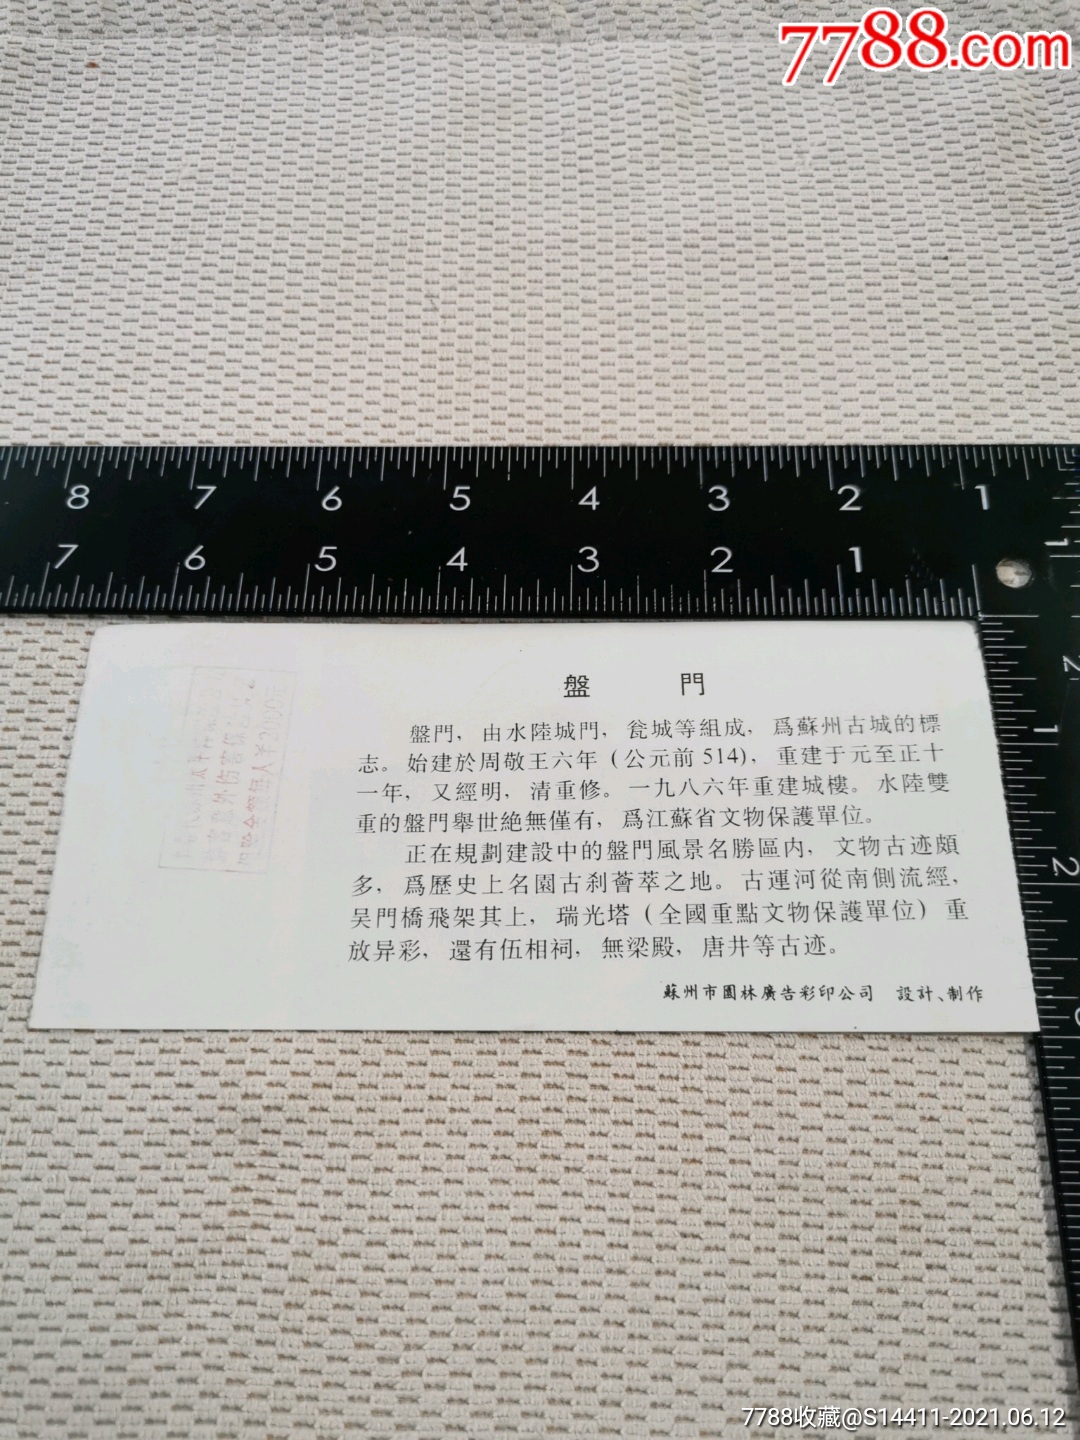 7788.com
8 7 6 5 4 3 2 1
7 6 5 4 3 2 1
1
2
1
2
盤 門
盤門，由水陸城門，瓮城等組成，爲蘇州古城的標
志。始建於周敬王六年（公元前514），重建于元至正十
一年，又經明，清重修。一九八六年重建城樓。水陸雙
重的盤門舉世絶無僅有，爲江蘇省文物保護單位。
正在規劃建設中的盤門風景名勝區内，文物古迹頗
多，爲歷史上名園古刹薈萃之地。古運河從南側流經，
吴門橋飛架其上，瑞光塔（全國重點文物保護單位）重
放异彩，還有伍相祠，無梁殿，唐井等古迹。
蘇州市園林廣告彩印公司 設計、制作
7788收藏@S14411-2021.06.12